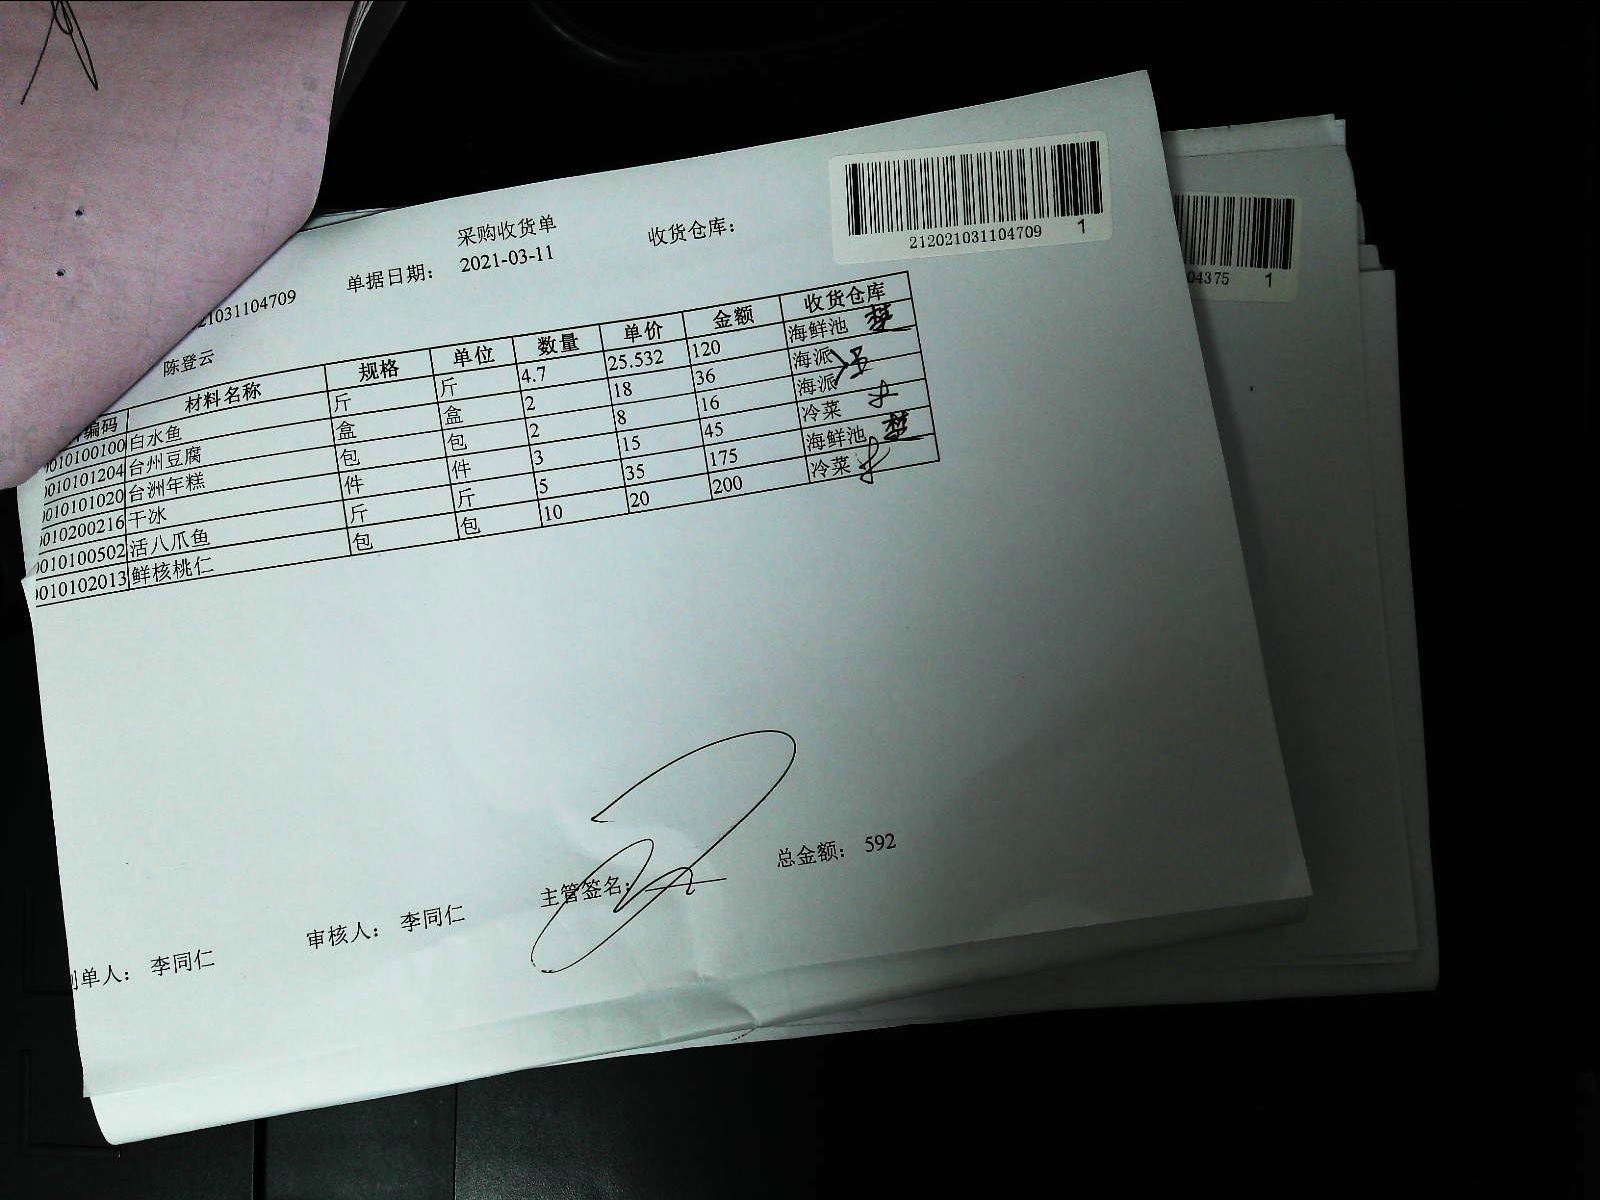 采购收货单
212021031104709 1
04375 1
单据日期： 2021-03-11 收货仓库：
21031104709
陈登云
编码 材料名称 规格 单位 数量 单价 金额 收货仓库
0010100100 白水鱼 斤 斤 4.7 25.532 120 海鲜池
0010101204 台州豆腐 盒 盒 2 18 36 海派
0010101020 台洲年糕 包 包 2 8 16 海派
0010200216 干冰 件 件 3 15 45 冷菜
0010100502 活八爪鱼 斤 斤 5 35 175 海鲜池
0010102013 鲜核桃仁 包 包 10 20 200 冷菜
制单人： 李同仁 审核人： 李同仁 主管签名： 总金额： 592